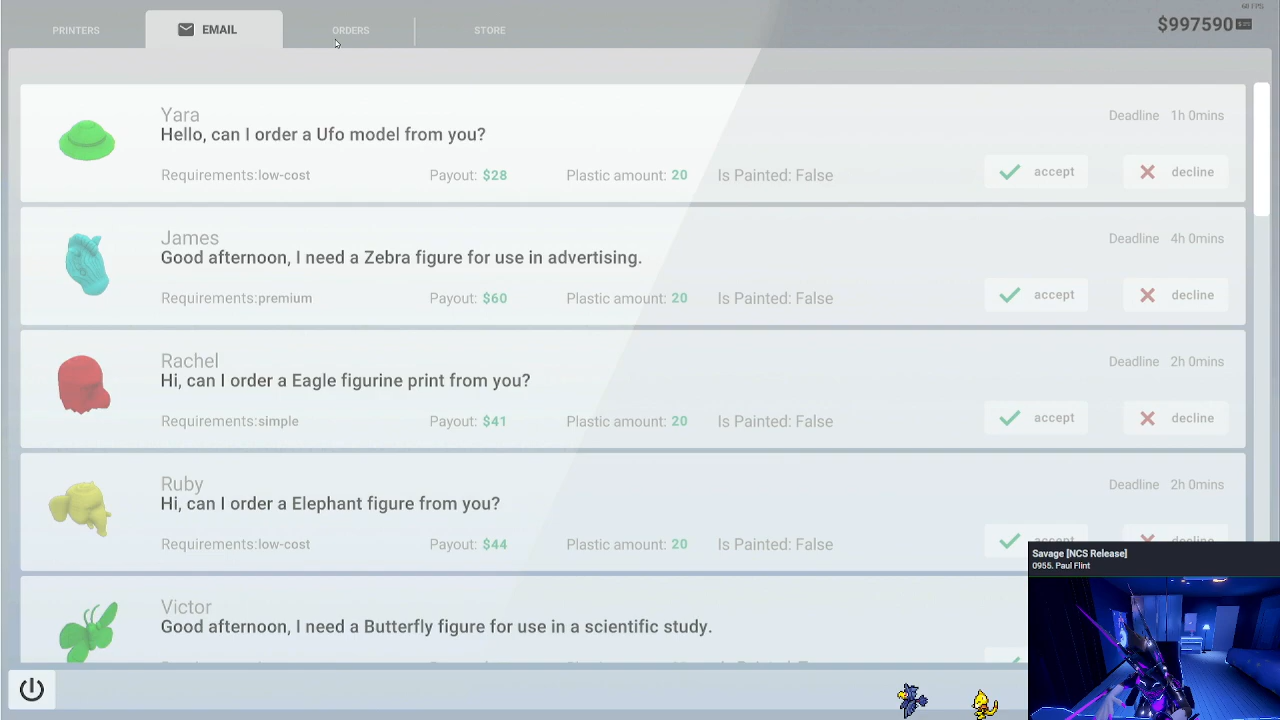 PRINTERS
EMAIL
ORDERS
STORE
$997590
Yara
Hello, can I order a Ufo model from you?
Requirements:low-cost
Payout: $28
Plastic amount: 20
Is Painted: False
Deadline 1h 0mins
accept
decline
James
Good afternoon, I need a Zebra figure for use in advertising.
Requirements:premium
Payout: $60
Plastic amount: 20
Is Painted: False
Deadline 4h 0mins
accept
decline
Rachel
Hi, can I order a Eagle figurine print from you?
Requirements:simple
Payout: $41
Plastic amount: 20
Is Painted: False
Deadline 2h 0mins
accept
decline
Ruby
Hi, can I order a Elephant figure from you?
Requirements:low-cost
Payout: $44
Plastic amount: 20
Is Painted: False
Deadline 2h 0mins
accept
decline
Victor
Good afternoon, I need a Butterfly figure for use in a scientific study.
Savage [NCS Release]
0955. Paul Flint